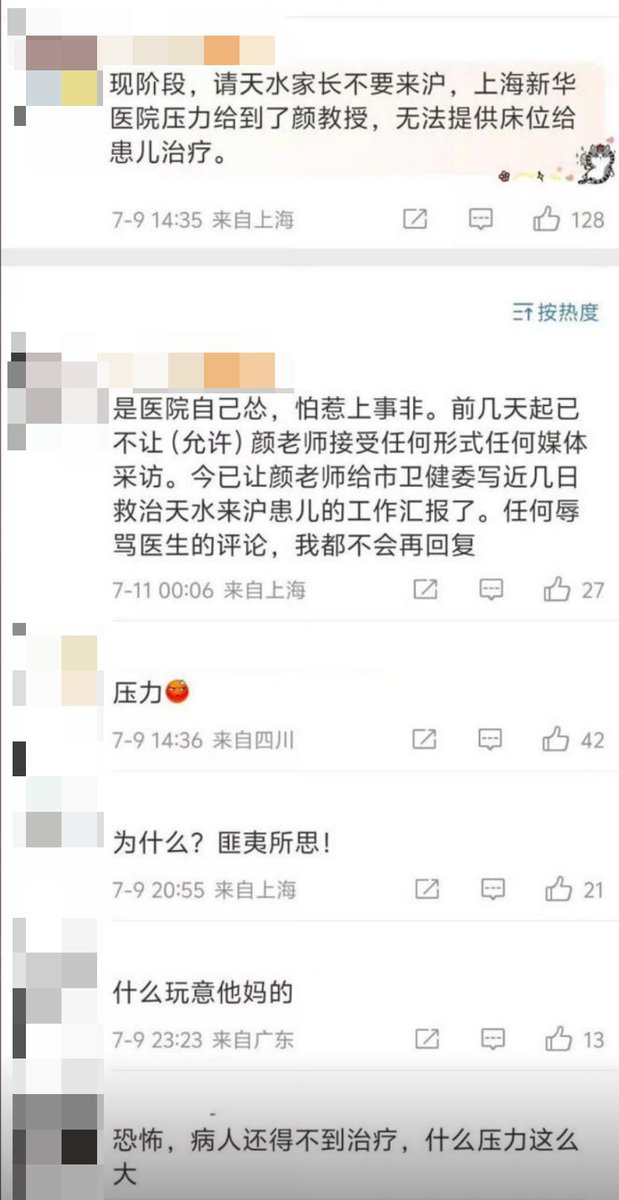 现阶段，请天水家长不要来沪，上海新华
医院压力给到了颜教授，无法提供床位给
患儿治疗。
7-9 14:35 来自上海
128
按热度
是医院自己怂，怕惹上事非。前几天起已
不让(允许)颜老师接受任何形式任何媒体
采访。今已让颜老师给市卫健委写近几日
救治天水来沪患儿的工作汇报了。任何辱
骂医生的评论，我都不会再回复
7-11 00:06 来自上海
27
压力
7-9 14:36 来自四川
42
为什么？匪夷所思！
7-9 20:55 来自上海
21
什么玩意他妈的
7-9 23:23 来自广东
13
恐怖，病人还得不到治疗，什么压力这么
大